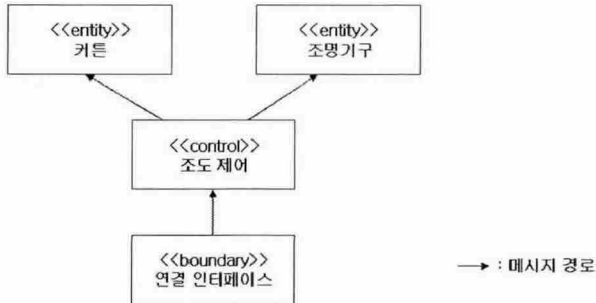 <<entity>>
커튼
<<entity>>
조명기구
<<control>>
조도 제어
<<boundary>>
연결 인터페이스
: 메시지 경로